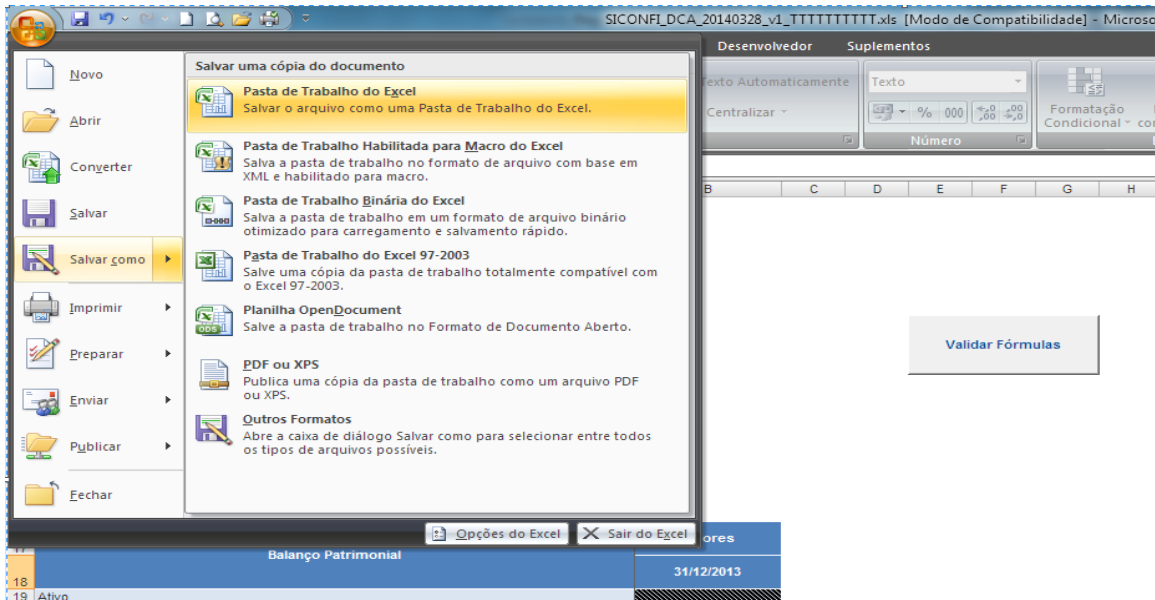 SICONFI_DCA_20140328_v1_TTTTTTTTTT.xls [Modo de Compatibilidade] - Microso
Desenvolvedor Suplementos
exto Automaticamente
Centralizar
Texto
% 000
,00
Número
Formatação
Condicional
Novo
Abrir
Converter
Salvar
Salvar como
Imprimir
Preparar
Enviar
Publicar
Fechar
Salvar uma cópia do documento
Pasta de Trabalho do Excel
Salvar o arquivo como uma Pasta de Trabalho do Excel.
Pasta de Trabalho Habilitada para Macro do Excel
Salva a pasta de trabalho no formato de arquivo com base em
XML e habilitado para macro.
Pasta de Trabalho Binária do Excel
Salva a pasta de trabalho em um formato de arquivo binário
otimizado para carregamento e salvamento rápido.
Pasta de Trabalho do Excel 97-2003
Salve uma cópia da pasta de trabalho totalmente compatível com
o Excel 97-2003.
Planilha OpenDocument
Salve a pasta de trabalho no Formato de Documento Aberto.
PDF ou XPS
Publica uma cópia da pasta de trabalho como um arquivo PDF
ou XPS.
Outros Formatos
Abre a caixa de diálogo Salvar como para selecionar entre todos
os tipos de arquivos possíveis.
Opções do Excel Sair do Excel
B C D E F G H
Validar Fórmulas
17
Balanço Patrimonial
ores
31/12/2013
18
19 Ativo